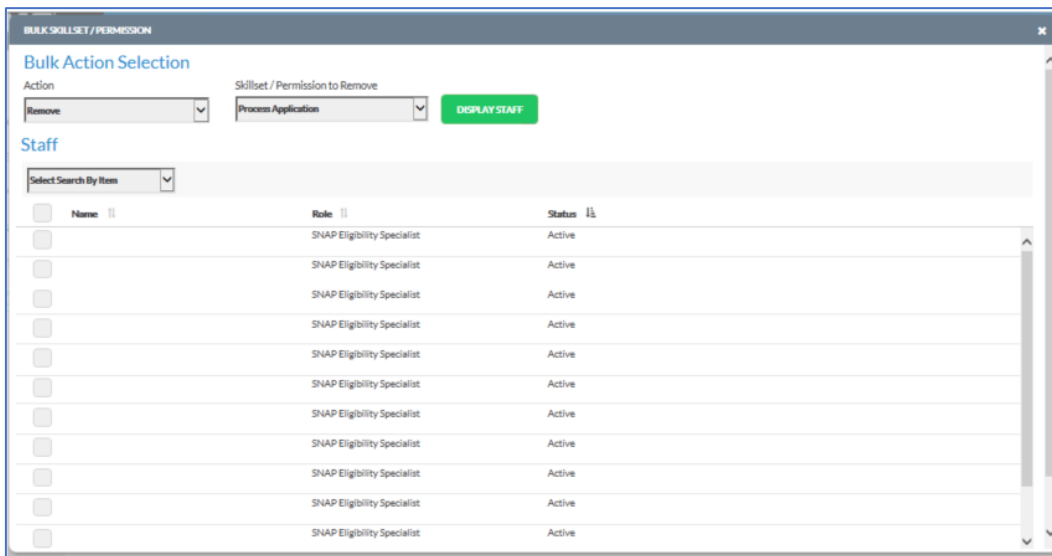 BULK SKILLSET / PERMISSION
Bulk Action Selection
Action Skillset / Permission to Remove
Remove Process Application DISPLAY STAFF
Staff
Select Search By Item
Name Role Status
SNAP Eligibility Specialist Active
SNAP Eligibility Specialist Active
SNAP Eligibility Specialist Active
SNAP Eligibility Specialist Active
SNAP Eligibility Specialist Active
SNAP Eligibility Specialist Active
SNAP Eligibility Specialist Active
SNAP Eligibility Specialist Active
SNAP Eligibility Specialist Active
SNAP Eligibility Specialist Active
SNAP Eligibility Specialist Active